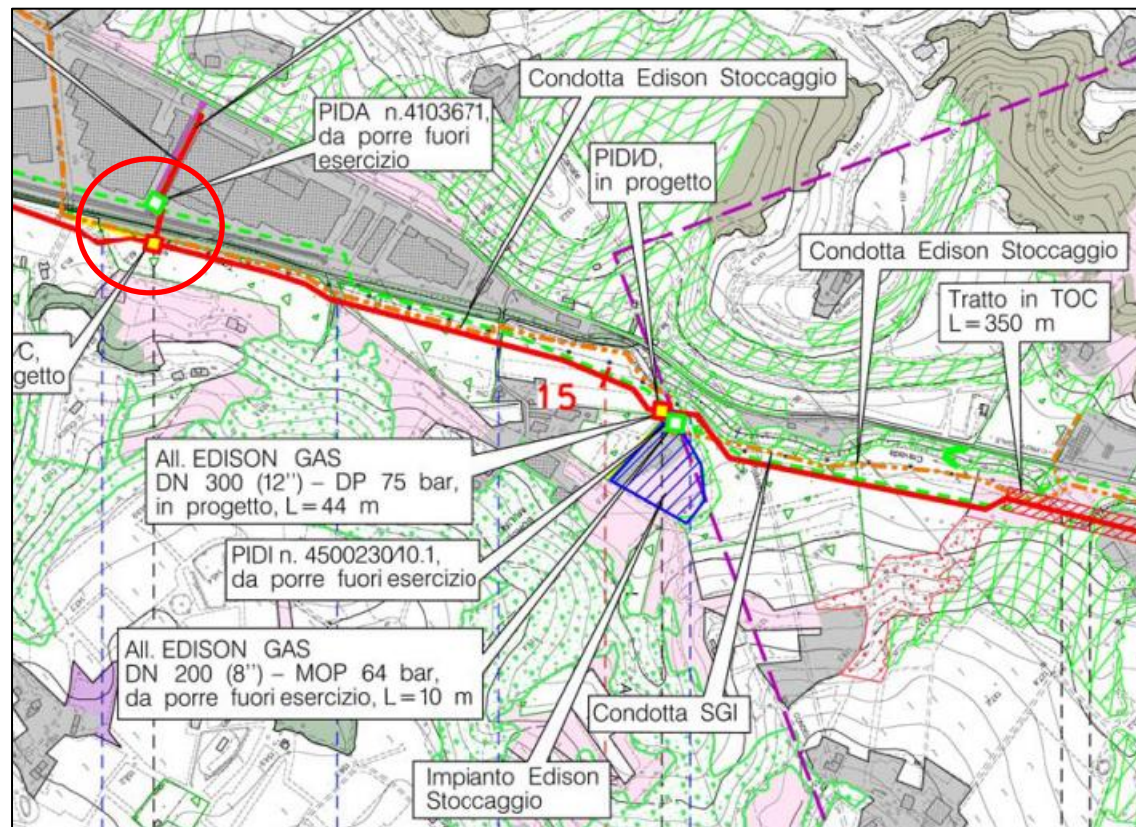 Condotta Edison Stoccaggio
PIDA n.4103671,
da porre fuori
esercizio
PIDI/D,
in progetto
Condotta Edison Stoccaggio
Tratto in TOC
L=350 m
/C,
getto
15
All. EDISON GAS
DN 300 (12'') – DP 75 bar,
in progetto, L=44 m
PIDI n. 4500230/10.1,
da porre fuori esercizio
All. EDISON GAS
DN 200 (8'') – MOP 64 bar,
da porre fuori esercizio, L=10 m
Condotta SGI
Impianto Edison
Stoccaggio